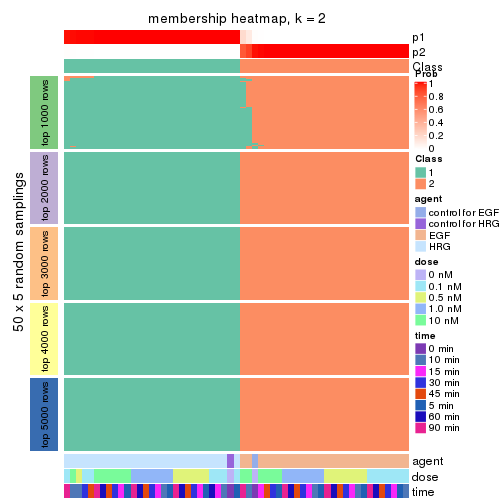 membership heatmap, k = 2
p1
p2
Class
50 x 5 random samplings
top 1000 rows
top 2000 rows
top 3000 rows
top 4000 rows
top 5000 rows
agent
dose
time
Prob
1
0.8
0.6
0.4
0.2
0
Class
1
2
agent
control for EGF
control for HRG
EGF
HRG
dose
0 nM
0.1 nM
0.5 nM
1.0 nM
10 nM
time
0 min
10 min
15 min
30 min
45 min
5 min
60 min
90 min